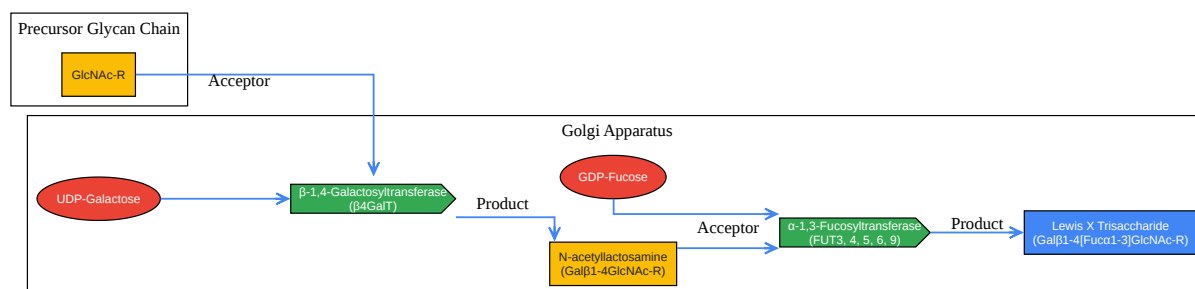 Precursor Glycan Chain
GlcNAc-R
Acceptor
Golgi Apparatus
UDP-Galactose
β-1,4-Galactosyltransferase
(β4GalT)
Product
GDP-Fucose
N-acetyllactosamine
(Galβ1-4GlcNAc-R)
Acceptor
α-1,3-Fucosyltransferase
(FUT3, 4, 5, 6, 9)
Product
Lewis X Trisaccharide
(Galβ1-4[Fucα1-3]GlcNAc-R)